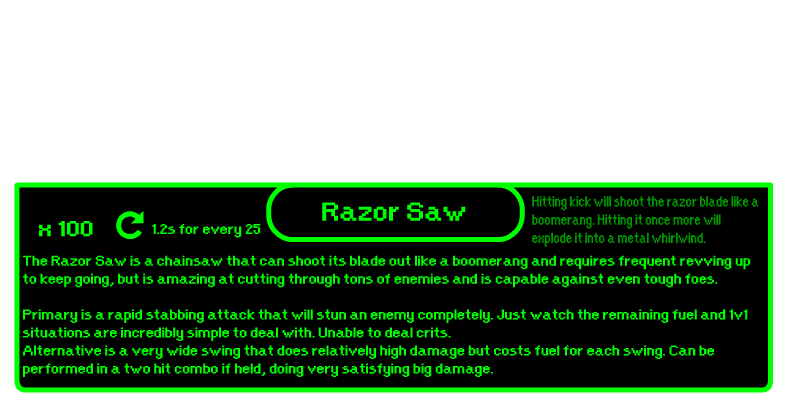 Razor Saw
x 100
1.2s for every 25
Hitting kick will shoot the razor blade like a
boomerang. Hitting it once more will
explode it into a metal whirlwind.
The Razor Saw is a chainsaw that can shoot its blade out like a boomerang and requires frequent revving up
to keep going, but is amazing at cutting through tons of enemies and is capable against even tough foes.
Primary is a rapid stabbing attack that will stun an enemy completely. Just watch the remaining fuel and 1v1
situations are incredibly simple to deal with. Unable to deal crits.
Alternative is a very wide swing that does relatively high damage but costs fuel for each swing. Can be
performed in a two hit combo if held, doing very satisfying big damage.